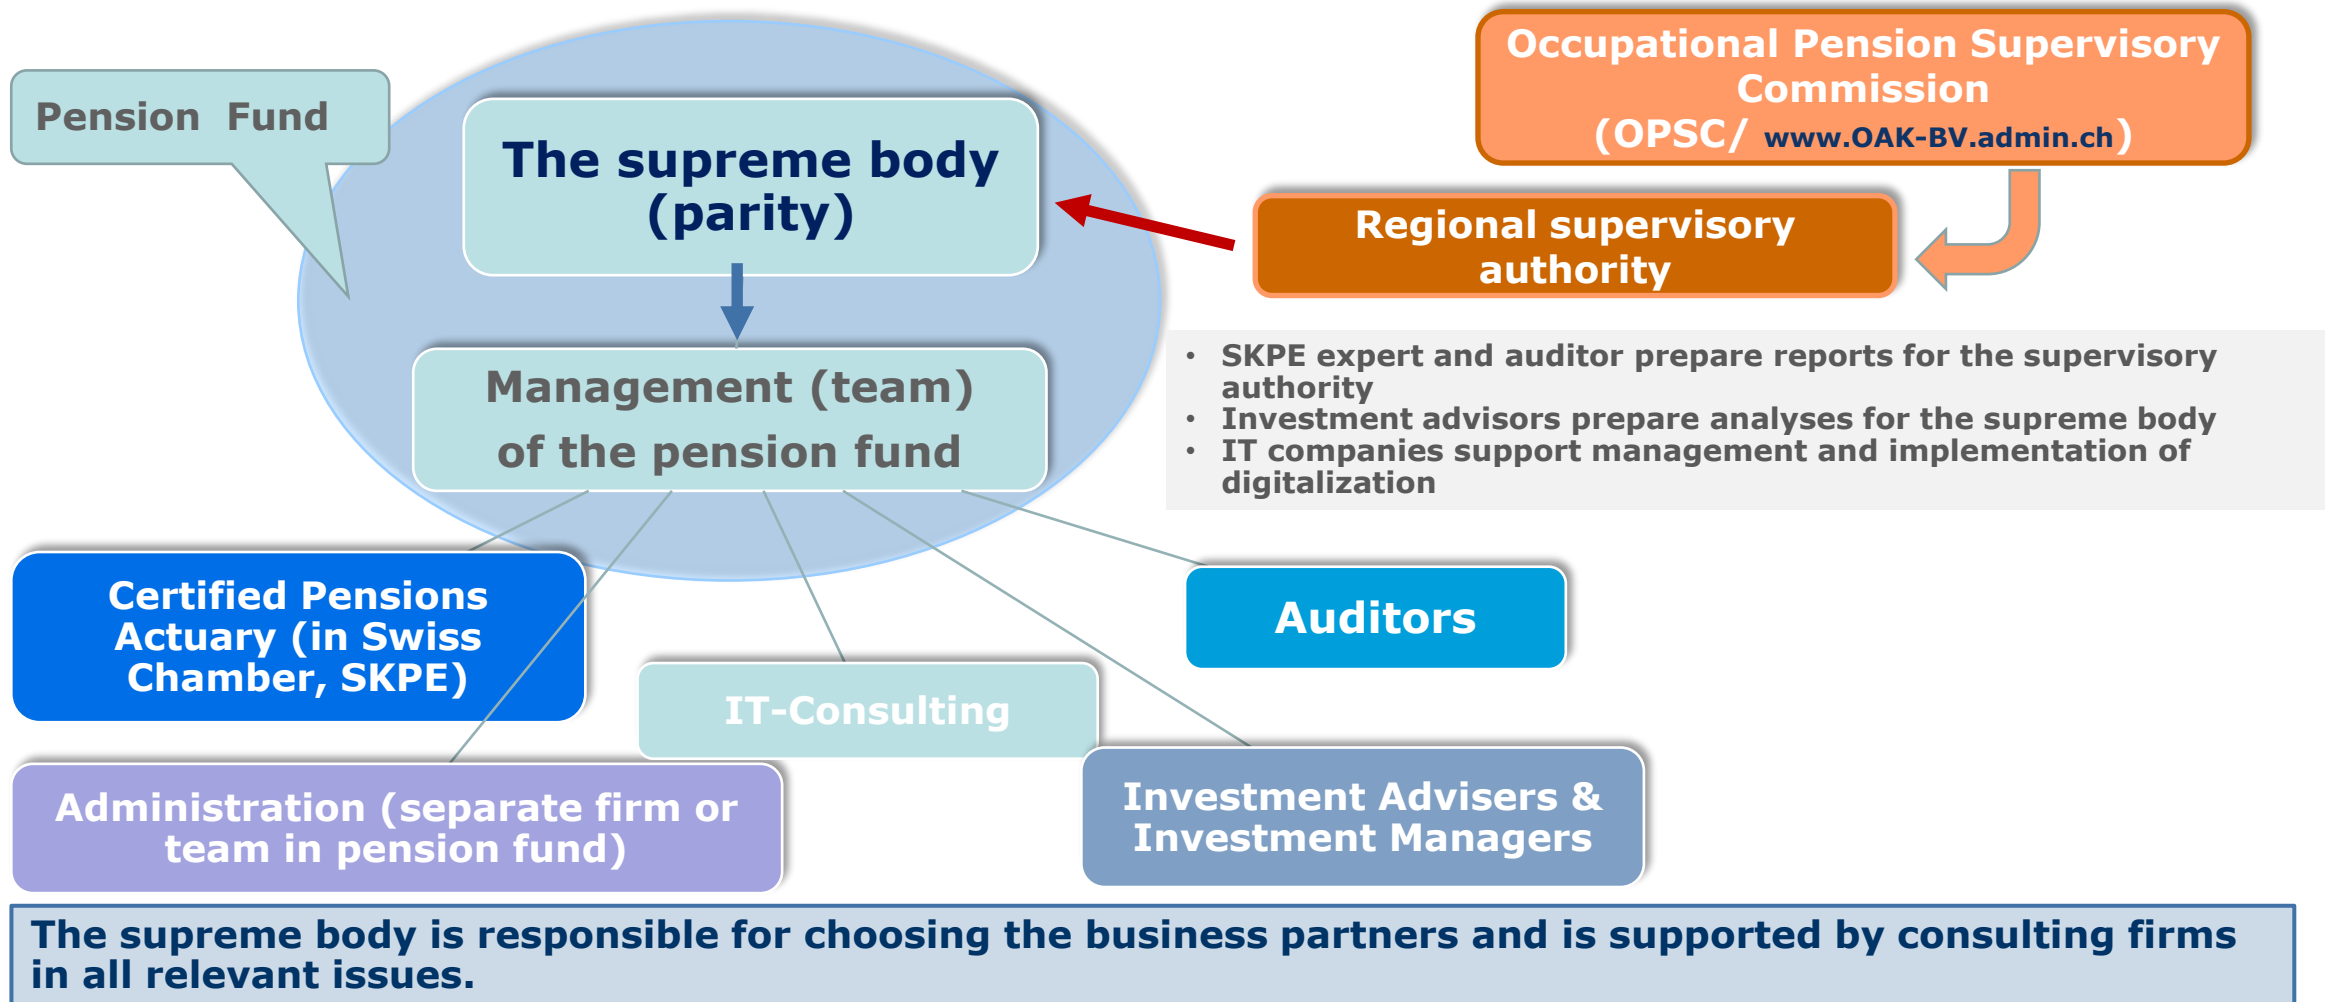 Pension Fund
The supreme body
(parity)
Occupational Pension Supervisory
Commission
(OPSC/ www.OAK-BV.admin.ch)
Regional supervisory
authority
Management (team)
of the pension fund
• SKPE expert and auditor prepare reports for the supervisory
authority
• Investment advisors prepare analyses for the supreme body
• IT companies support management and implementation of
digitalization
Certified Pensions
Actuary (in Swiss
Chamber, SKPE)
Auditors
IT-Consulting
Administration (separate firm or
team in pension fund)
Investment Advisers &
Investment Managers
The supreme body is responsible for choosing the business partners and is supported by consulting firms
in all relevant issues.